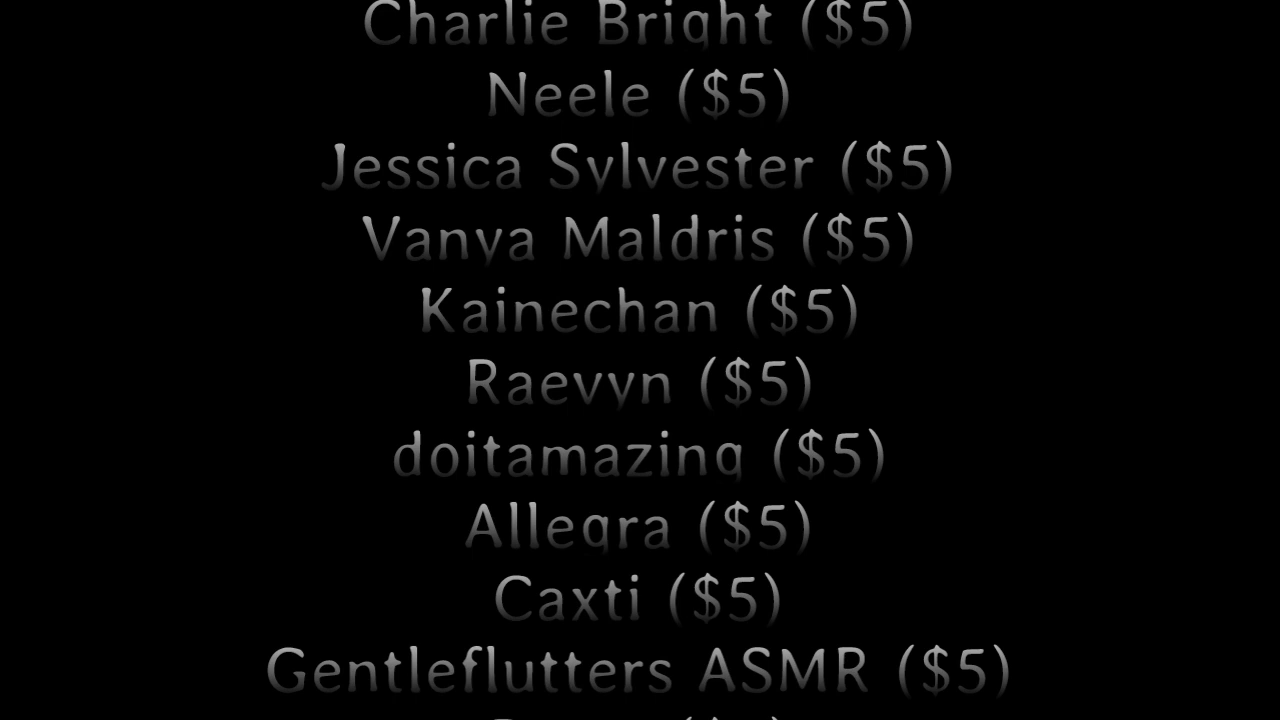 Charlie Bright ($5)
Neele ($5)
Jessica Sylvester ($5)
Vanya Maldris ($5)
Kainechan ($5)
Raevyn ($5)
doitamazing ($5)
Allegra ($5)
Caxti ($5)
Gentleflutters ASMR ($5)